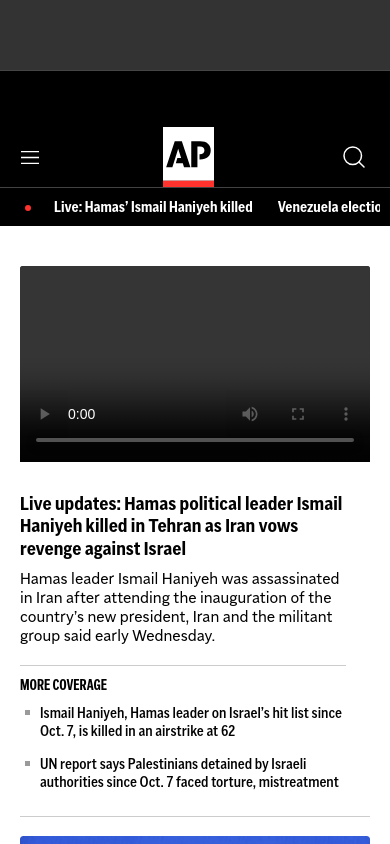 AP
Live: Hamas’ Ismail Haniyeh killed
Venezuela electio
0:00
Live updates: Hamas political leader Ismail
Haniyeh killed in Tehran as Iran vows
revenge against Israel
Hamas leader Ismail Haniyeh was assassinated
in Iran after attending the inauguration of the
country’s new president, Iran and the militant
group said early Wednesday.
MORE COVERAGE
Ismail Haniyeh, Hamas leader on Israel’s hit list since
Oct. 7, is killed in an airstrike at 62
UN report says Palestinians detained by Israeli
authorities since Oct. 7 faced torture, mistreatment